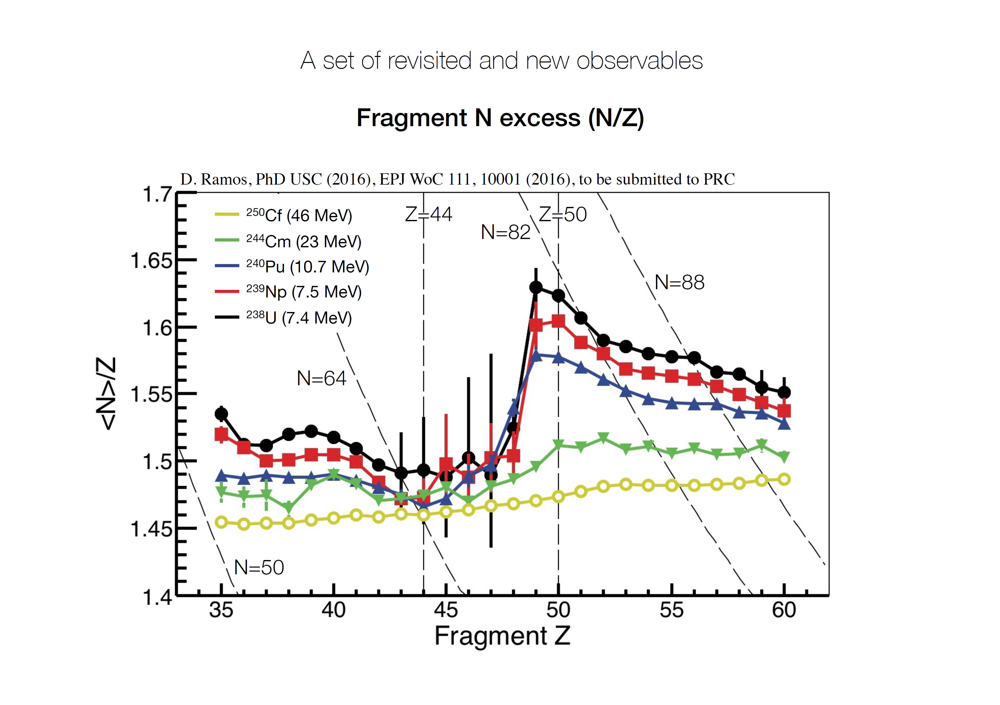 A set of revisited and new observables
Fragment N excess (N/Z)
D. Ramos, PhD USC (2016), EPJ WoC 111, 10001 (2016), to be submitted to PRC
1.7
1.65
1.6
1.55
1.5
1.45
1.4
<N>/Z
²⁵⁰Cf (46 MeV)
²⁴⁴Cm (23 MeV)
²⁴⁰Pu (10.7 MeV)
²³⁹Np (7.5 MeV)
²³⁸U (7.4 MeV)
Z=44
Z=50
N=82
N=88
N=64
N=50
35 40 45 50 55 60
Fragment Z